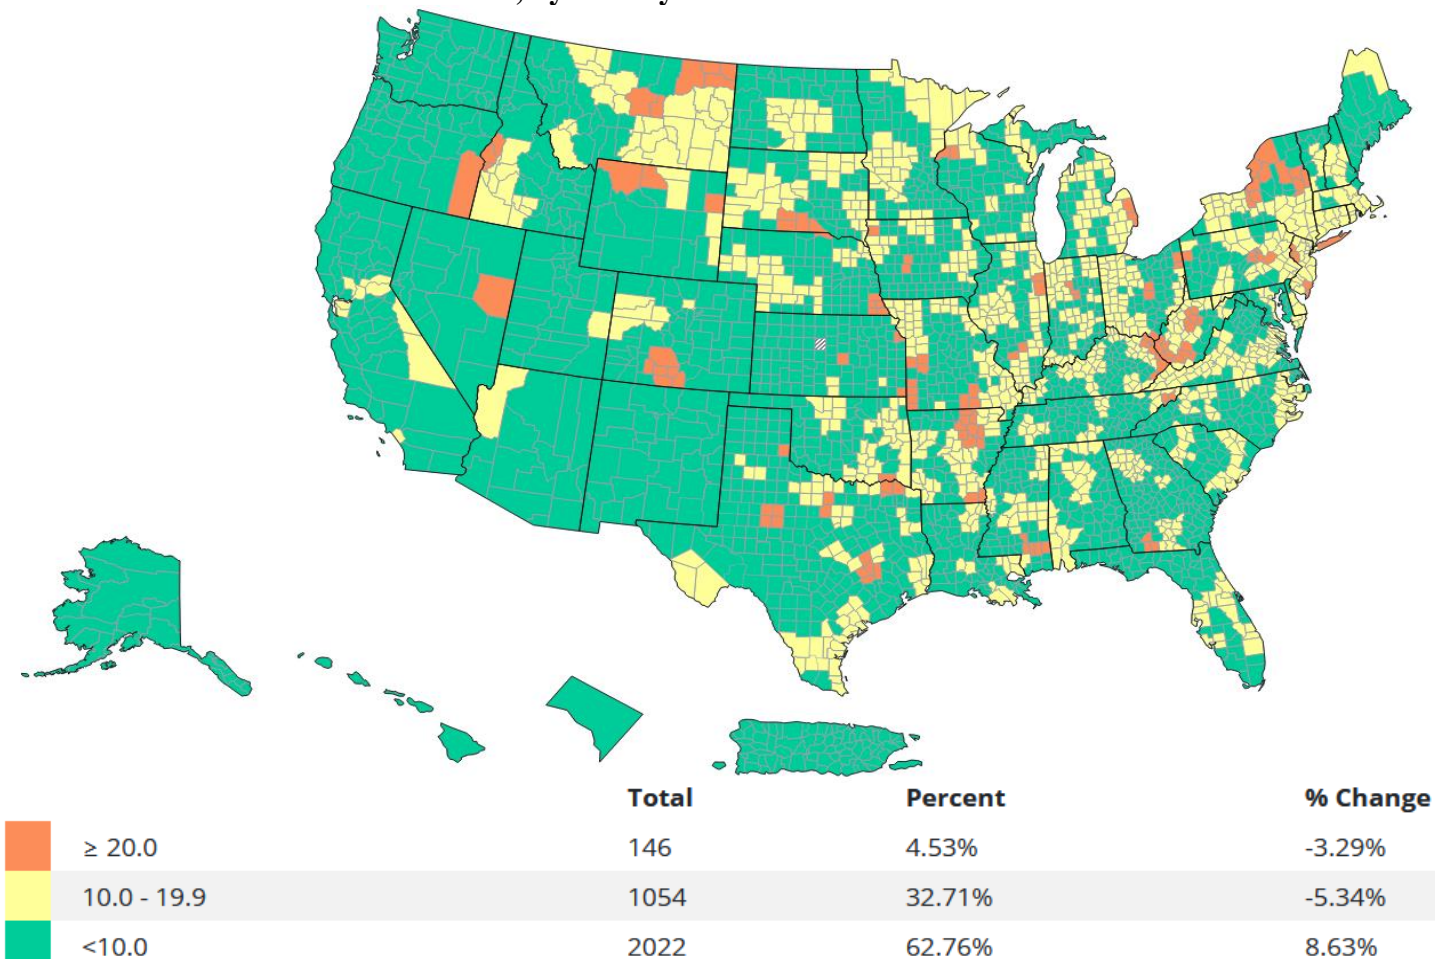 Total Percent % Change
≥ 20.0 146 4.53% -3.29%
10.0 - 19.9 1054 32.71% -5.34%
<10.0 2022 62.76% 8.63%